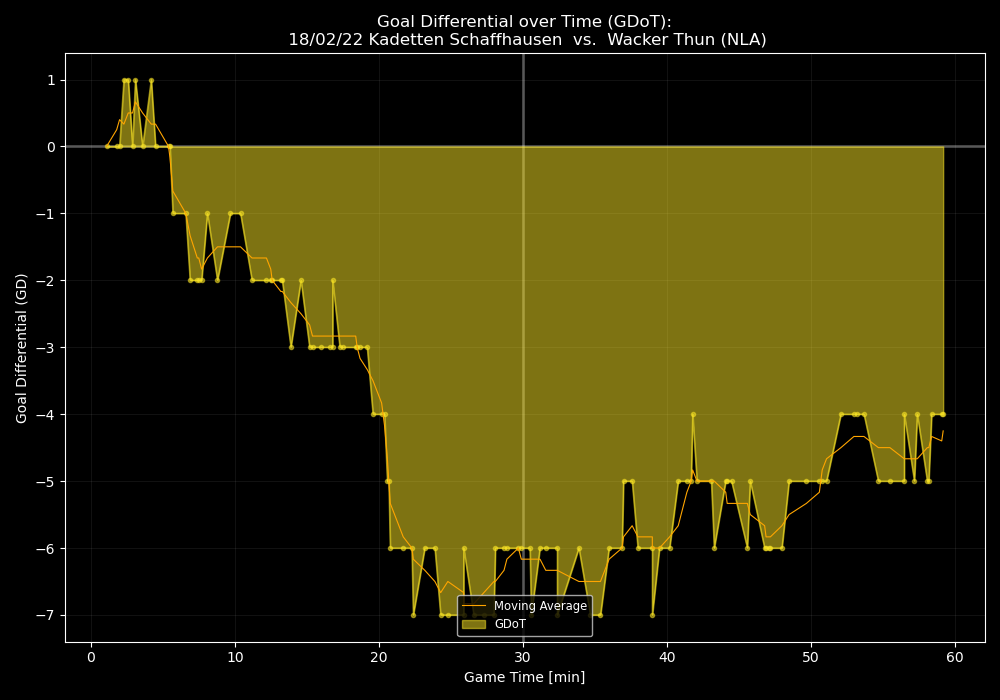 Goal Differential over Time (GDoT):
18/02/22 Kadetten Schaffhausen  vs.  Wacker Thun (NLA)
Goal Differential (GD)
1
0
−1
−2
−3
−4
−5
−6
−7
Moving Average
GDoT
0 10 20 30 40 50 60
Game Time [min]